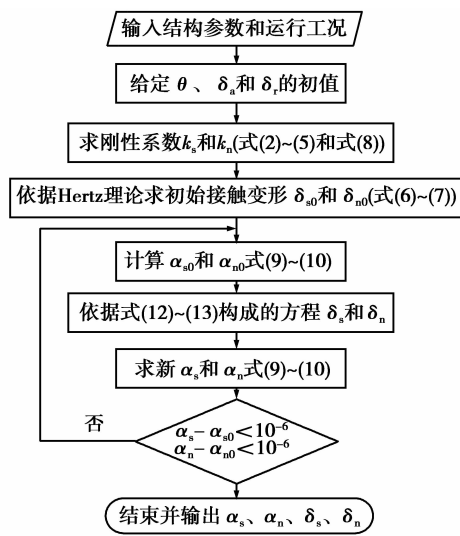 输入结构参数和运行工况
给定 θ、δa和 δr的初值
求刚性系数ks和kn(式(2)~(5)和式(8))
依据Hertz理论求初始接触变形 δs0和 δn0(式(6)~(7))
计算 αs0和 αn0式(9)~(10)
依据式(12)~(13)构成的方程 δs和δn
求新 αs和 αn式(9)~(10)
否
αs－αs0＜10⁻⁶
αn－αn0＜10⁻⁶
结束并输出 αs、αn、δs、δn